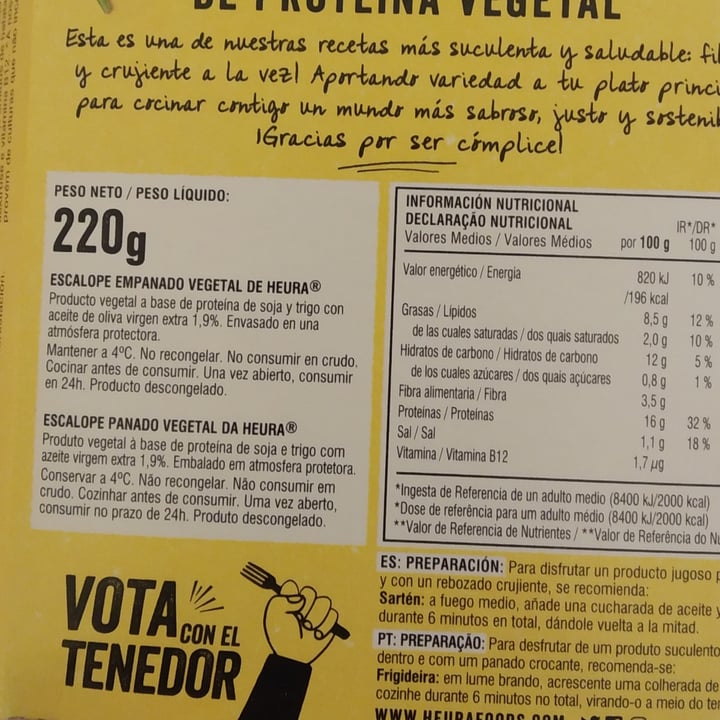 DE PROTEÍNA VEGETAL
Esta es una de nuestras recetas más suculenta y saludable:
y crujiente a la vez! Aportando variedad a tu plato
para cocinar contigo un mundo más sabroso, justo y
¡Gracias por ser cómplice!
PESO NETO / PESO LÍQUIDO:
220g
ESCALOPE EMPANADO VEGETAL DE HEURA®
Producto vegetal a base de proteína de soja y trigo con
aceite de oliva virgen extra 1,9%. Envasado en una
atmósfera protectora.
Mantener a 4ºC. No recongelar. No consumir en crudo.
Cocinar antes de consumir. Una vez abierto, consumir
en 24h. Producto descongelado.
ESCALOPE PANADO VEGETAL DA HEURA®
Produto vegetal à base de proteína de soja e trigo com
azeite virgem extra 1,9%. Embalado em atmosfera protetora.
Conservar a 4ºC. Não recongelar. Não consumir em
crudo. Cozinhar antes de consumir. Uma vez aberto,
consumir no prazo de 24h. Produto descongelado.
INFORMACIÓN NUTRICIONAL
DECLARAÇÃO NUTRICIONAL IR*/DR*
Valores Medios / Valores Médios por 100 g 100 g
Valor energético / Energia 820 kJ 10 %
/196 kcal
Grasas / Lípidos 8,5 g 12 %
de las cuales saturadas / dos quais saturados 2,0 g 10 %
Hidratos de carbono / Hidratos de carbono 12 g 5 %
de los cuales azúcares / dos quais açúcares 0,8 g 1 %
Fibra alimentaria / Fibra 3,5 g
Proteínas / Proteínas 16 g 32 %
Sal / Sal 1,1 g 18 %
Vitamina / Vitamina B12 1,7 µg
*Ingesta de Referencia de un adulto medio (8400 kJ/2000 kcal)
*Dose de referência para um adulto médio (8400 kJ/2000 kcal)
**Valor de Referencia de Nutrientes / **Valor de Referência do
ES: PREPARACIÓN: Para disfrutar un producto jugoso
y con un rebozado crujiente, se recomienda:
Sartén: a fuego medio, añade una cucharada de aceite y
durante 6 minutos en total, dándole vuelta a la mitad.
PT: PREPARAÇÃO: Para desfrutar de um produto suculento
dentro e com um panado crocante, recomenda-se:
Frigideira: em lume brando, acrescente uma colherada de
cozinhe durante 6 minutos no total, virando-o a meio do
WWW.HEURAFOODS.COM
VOTA
CON EL
TENEDOR